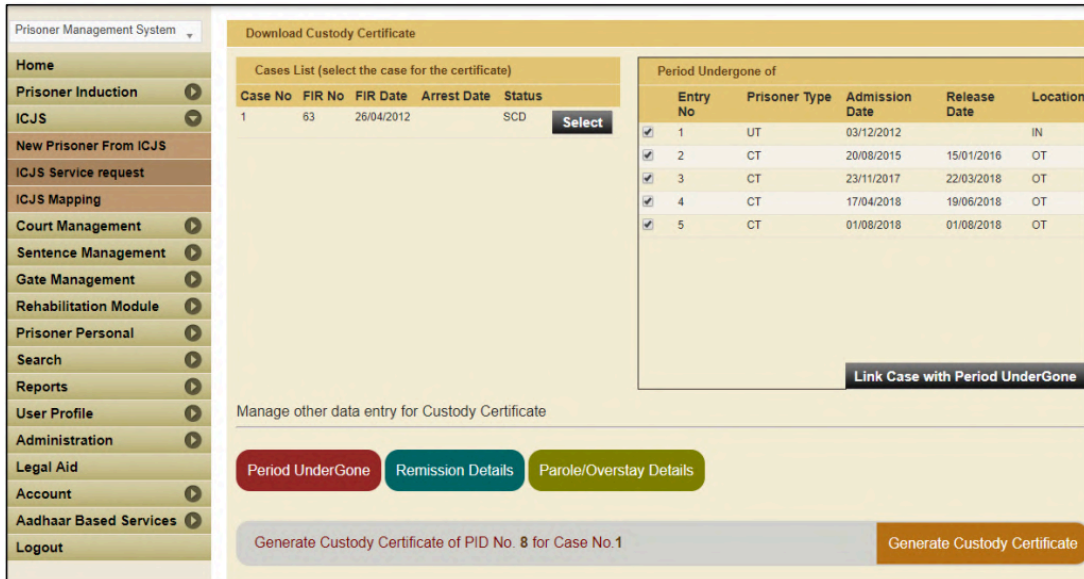 Prisoner Management System
Home
Prisoner Induction
ICJS
New Prisoner From ICJS
ICJS Service request
ICJS Mapping
Court Management
Sentence Management
Gate Management
Rehabilitation Module
Prisoner Personal
Search
Reports
User Profile
Administration
Legal Aid
Account
Aadhaar Based Services
Logout
Download Custody Certificate
Cases List (select the case for the certificate)
Case No FIR No FIR Date Arrest Date Status
1 63 26/04/2012 SCD Select
Period Undergone of
Entry No Prisoner Type Admission Date Release Date Location
1 UT 03/12/2012 IN
2 CT 20/08/2015 15/01/2016 OT
3 CT 23/11/2017 22/03/2018 OT
4 CT 17/04/2018 19/06/2018 OT
5 CT 01/08/2018 01/08/2018 OT
Link Case with Period UnderGone
Manage other data entry for Custody Certificate
Period UnderGone Remission Details Parole/Overstay Details
Generate Custody Certificate of PID No. 8 for Case No.1 Generate Custody Certificate